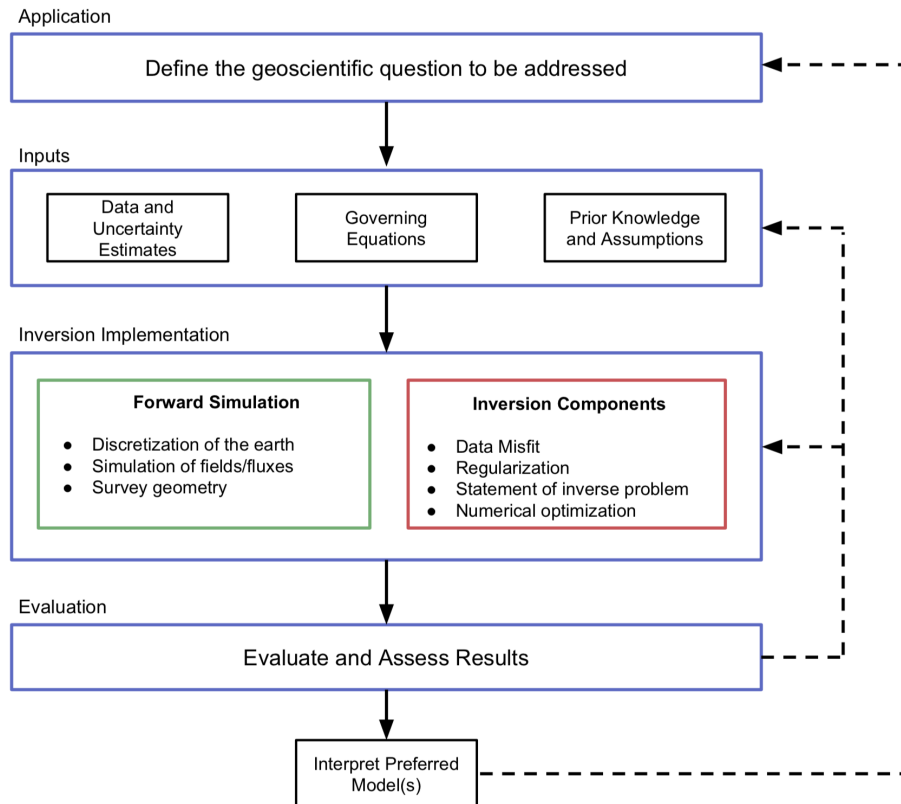 Application
Define the geoscientific question to be addressed
Inputs
Data and
Uncertainty
Estimates
Governing
Equations
Prior Knowledge
and Assumptions
Inversion Implementation
Forward Simulation
● Discretization of the earth
● Simulation of fields/fluxes
● Survey geometry
Inversion Components
● Data Misfit
● Regularization
● Statement of inverse problem
● Numerical optimization
Evaluation
Evaluate and Assess Results
Interpret Preferred
Model(s)